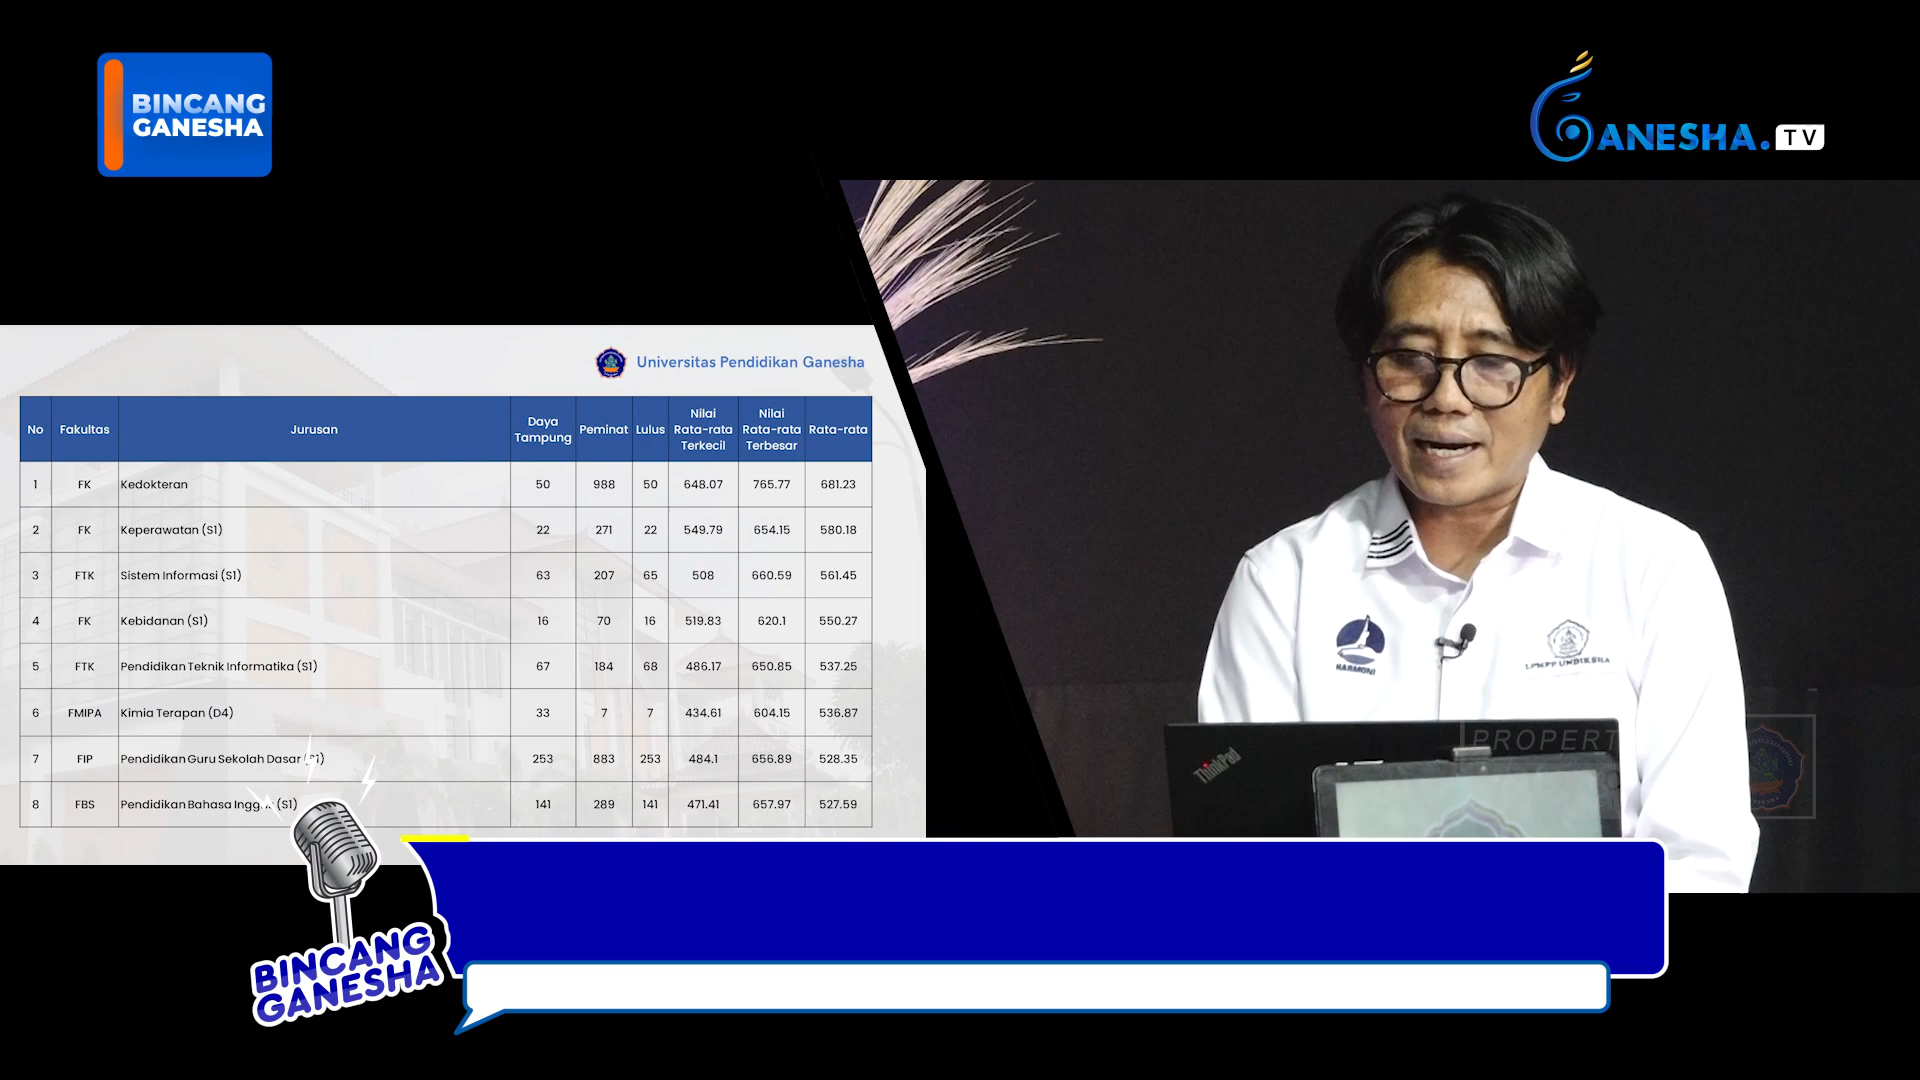 BINCANG
GANESHA
GANESHA.TV
Universitas Pendidikan Ganesha
No Fakultas Jurusan Daya Tampung Peminat Lulus Nilai Rata-rata Terkecil Nilai Rata-rata Terbesar Rata-rata
1 FK Kedokteran 50 988 50 648.07 765.77 681.23
2 FK Keperawatan (S1) 22 271 22 549.79 654.15 580.18
3 FTK Sistem Informasi (S1) 63 207 65 508 660.59 561.45
4 FK Kebidanan (S1) 16 70 16 519.83 620.1 550.27
5 FTK Pendidikan Teknik Informatika (S1) 67 184 68 486.17 650.85 537.25
6 FMIPA Kimia Terapan (D4) 33 7 7 434.61 604.15 536.87
7 FIP Pendidikan Guru Sekolah Dasar (S1) 253 883 253 484.1 656.89 528.35
8 FBS Pendidikan Bahasa Inggris (S1) 141 289 141 471.41 657.97 527.59
HARMONI
LPMPP UNDIKSHA
ThinkPad
PROPERT
BINCANG
GANESHA